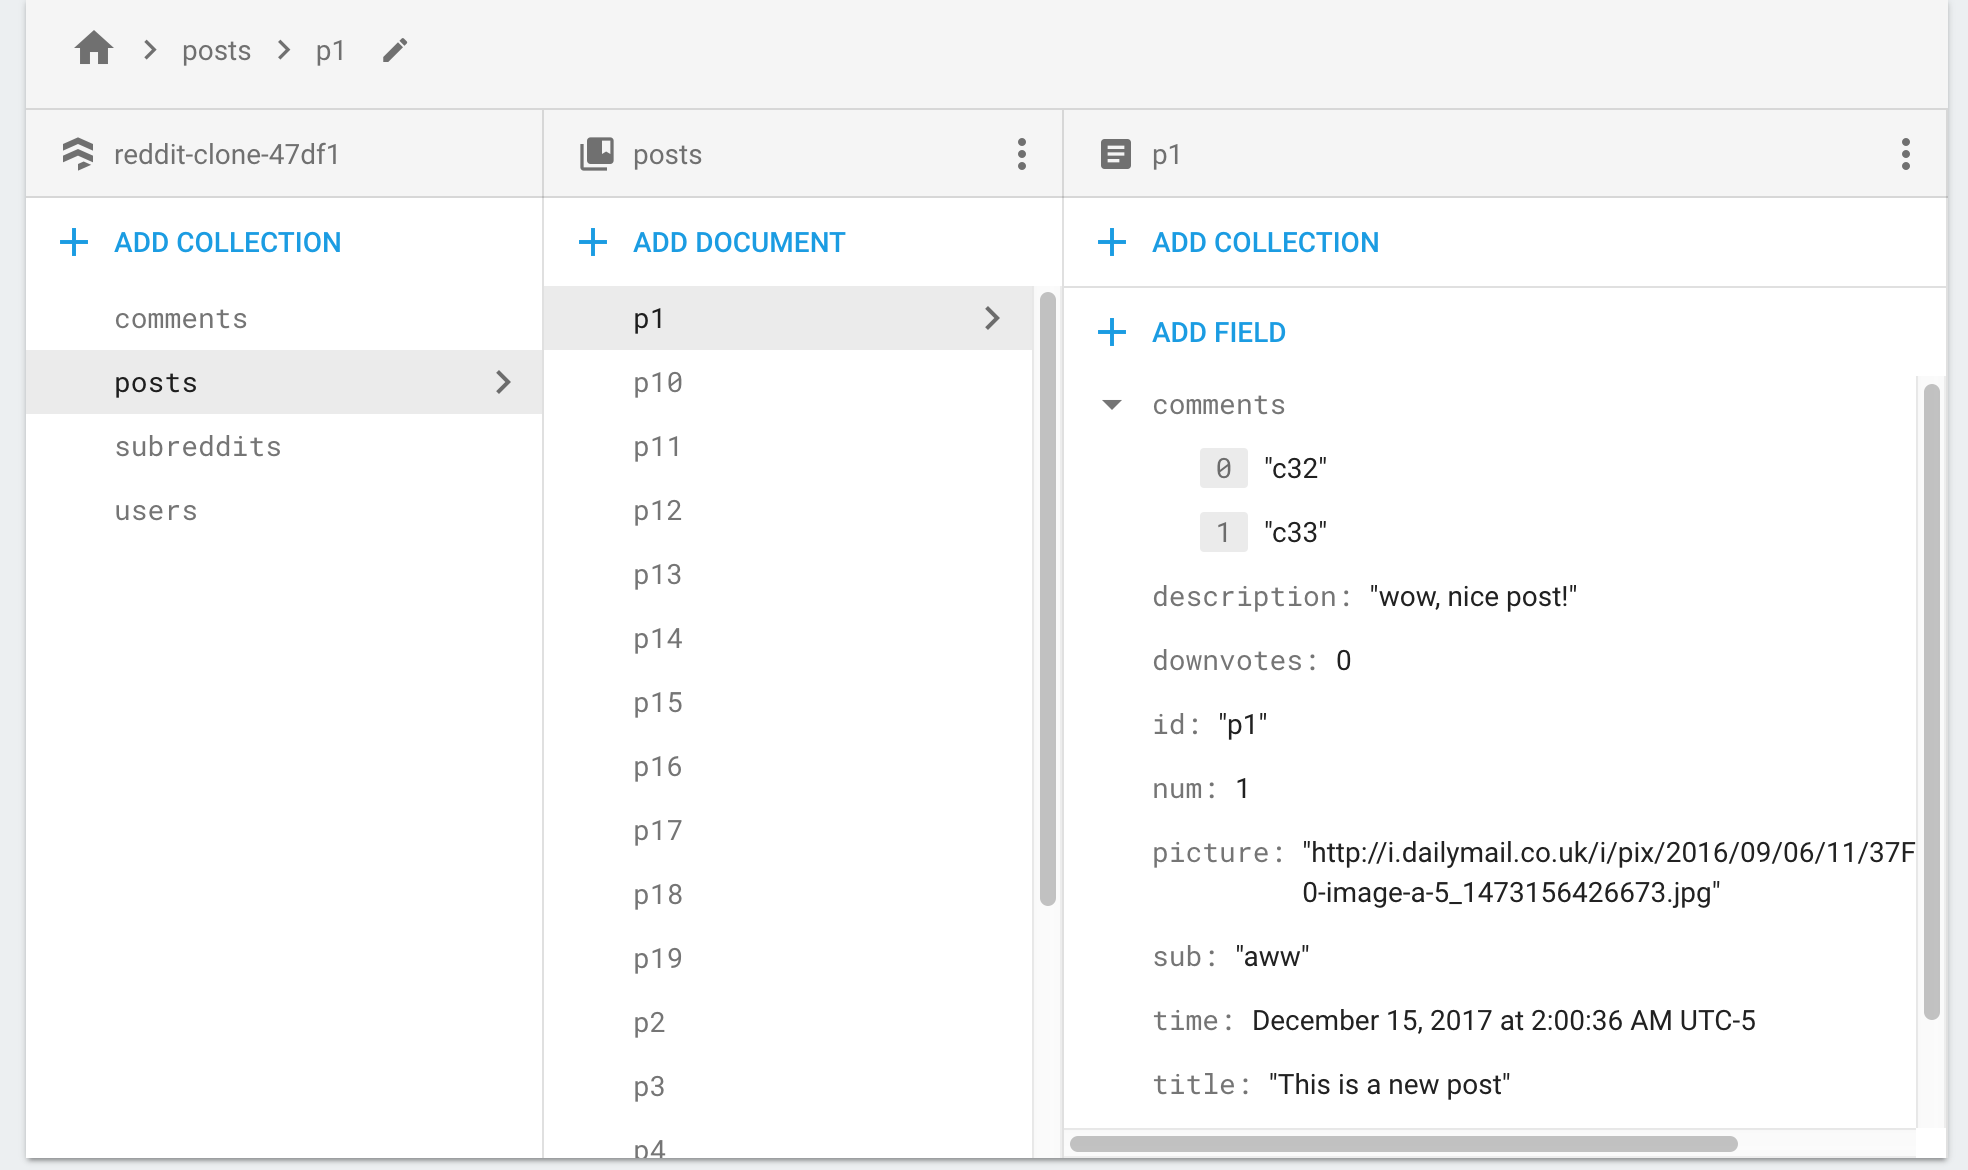 posts p1
reddit-clone-47df1
ADD COLLECTION
comments
posts
subreddits
users
posts
ADD DOCUMENT
p1
p10
p11
p12
p13
p14
p15
p16
p17
p18
p19
p2
p3
p4
p1
ADD COLLECTION
ADD FIELD
comments
0 "c32"
1 "c33"
description: "wow, nice post!"
downvotes: 0
id: "p1"
num: 1
picture: "http://i.dailymail.co.uk/i/pix/2016/09/06/11/37F
0-image-a-5_1473156426673.jpg"
sub: "aww"
time: December 15, 2017 at 2:00:36 AM UTC-5
title: "This is a new post"